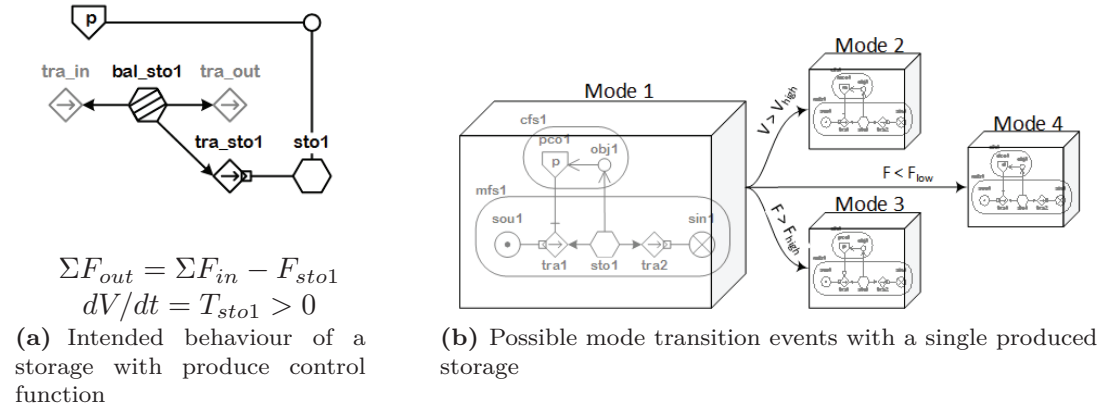 p
tra_in
bal_sto1
tra_out
tra_sto1
sto1
ΣF_out = ΣF_in − F_sto1
dV/dt = T_sto1 > 0
(a) Intended behaviour of a
storage with produce control
function
Mode 1
cfs1
pco1
obj1
p
mfs1
sou1
sin1
tra1
sto1
tra2
V > V_high
F < F_low
F > F_high
Mode 2
Mode 3
Mode 4
(b) Possible mode transition events with a single produced
storage